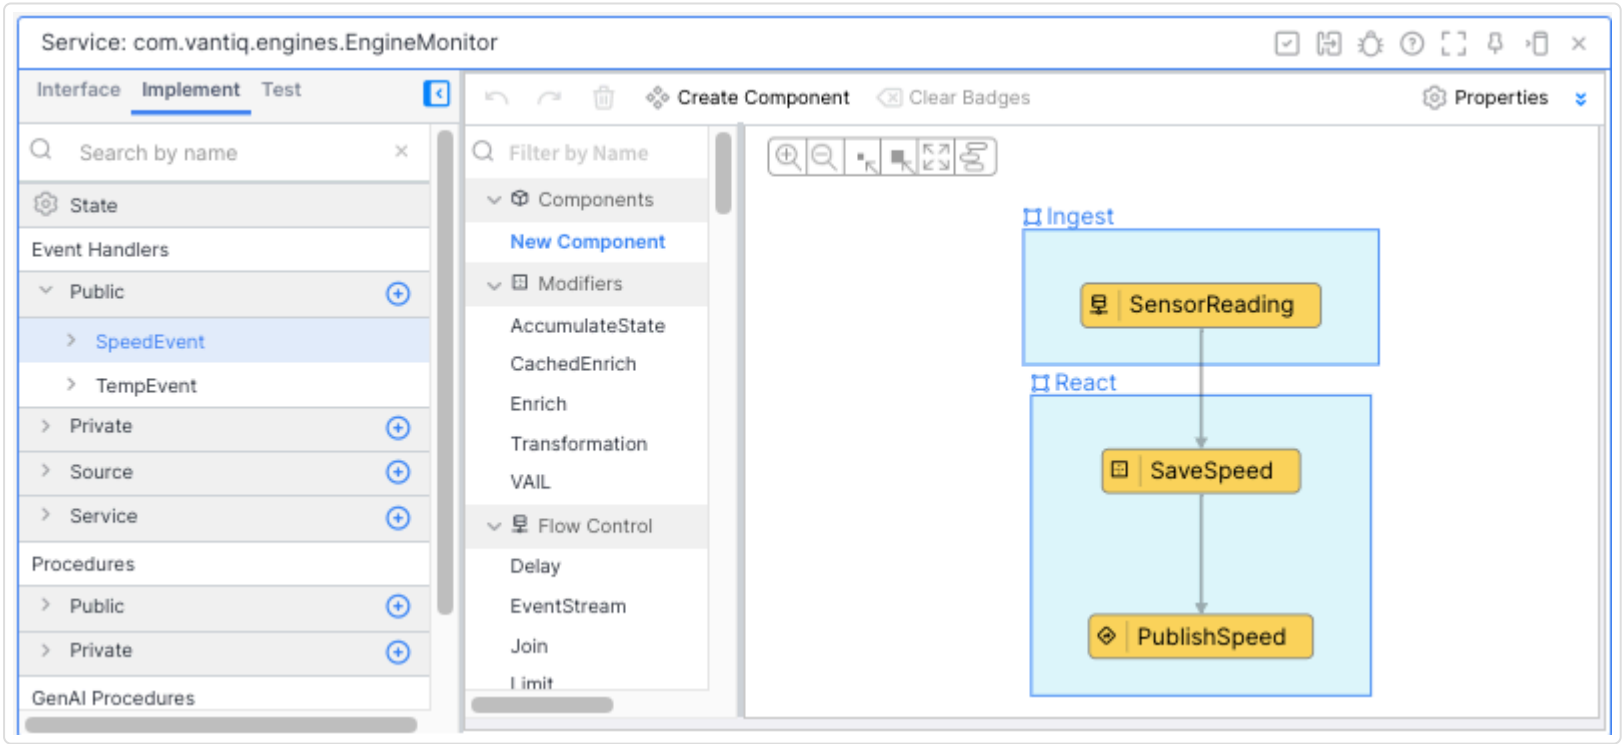 Service: com.vantiq.engines.EngineMonitor
Interface Implement Test
Search by name
State
Event Handlers
Public
SpeedEvent
TempEvent
Private
Source
Service
Procedures
Public
Private
GenAI Procedures
Create Component Clear Badges Properties
Filter by Name
Components
New Component
Modifiers
AccumulateState
CachedEnrich
Enrich
Transformation
VAIL
Flow Control
Delay
EventStream
Join
Limit
Ingest
SensorReading
React
SaveSpeed
PublishSpeed